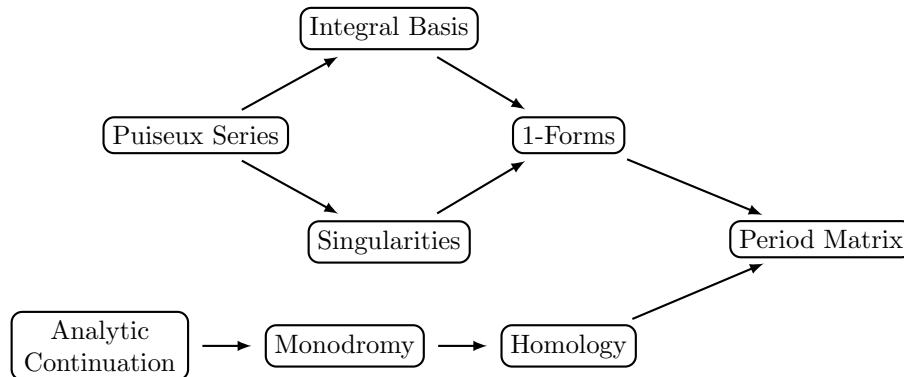 Integral Basis
Puiseux Series
1-Forms
Singularities
Period Matrix
Analytic
Continuation
Monodromy
Homology